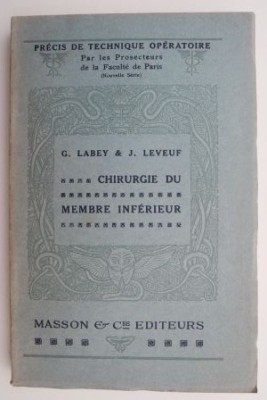 PRÉCIS DE TECHNIQUE OPÉRATOIRE
Par les Prosecteurs
de la Faculté de Paris
(Nouvelle Série)
G. LABEY & J. LEVEUF
CHIRURGIE DU
MEMBRE INFÉRIEUR
MASSON & CIE EDITEURS